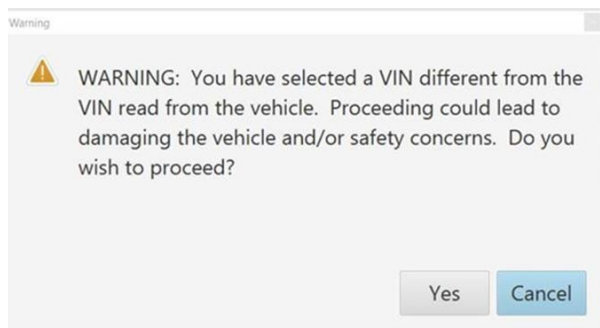 Warning
WARNING:  You have selected a VIN different from the
VIN read from the vehicle.  Proceeding could lead to
damaging the vehicle and/or safety concerns.  Do you
wish to proceed?
Yes
Cancel